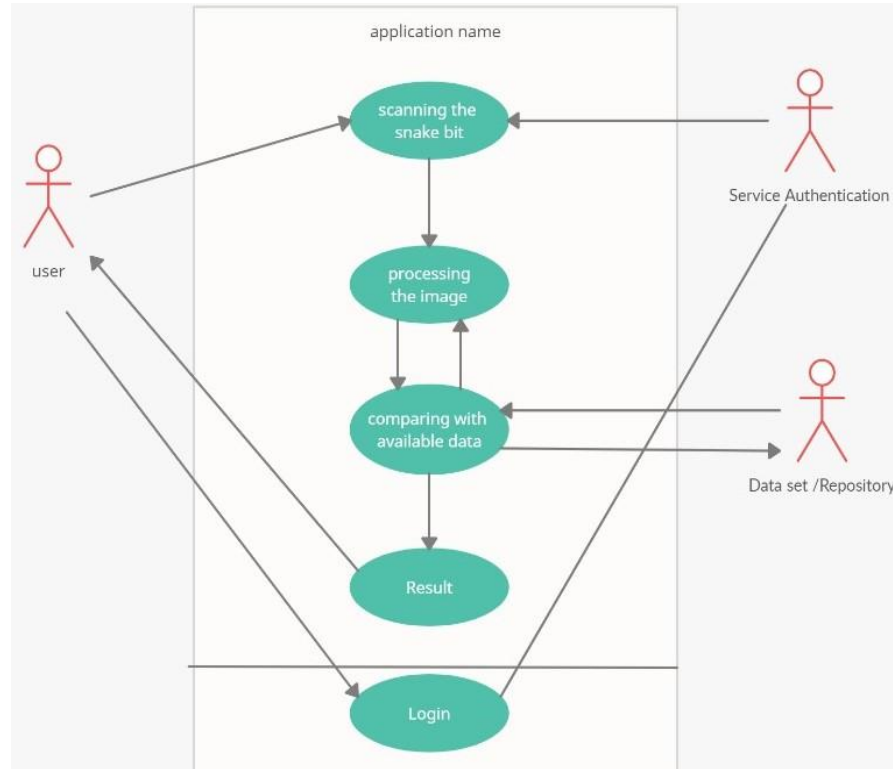 application name
scanning the
snake bit
Service Authentication
user
processing
the image
comparing with
available data
Data set /Repository
Result
Login